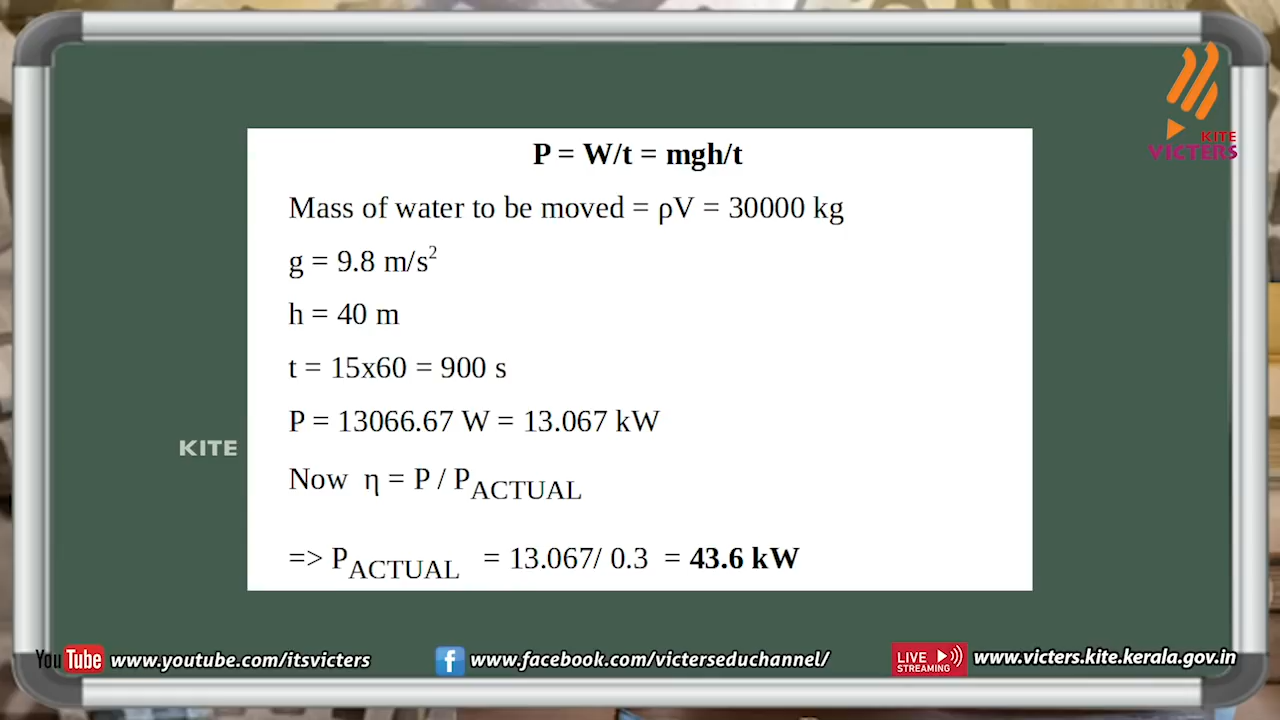 KITE
VICTERS
P = W/t = mgh/t
Mass of water to be moved = ρV = 30000 kg
g = 9.8 m/s²
h = 40 m
t = 15x60 = 900 s
P = 13066.67 W = 13.067 kW
KITE
Now η = P / PACTUAL
=> PACTUAL = 13.067/ 0.3 = 43.6 kW
YouTube www.youtube.com/itsvicters
f www.facebook.com/victerseduchannel/
LIVE STREAMING www.victers.kite.kerala.gov.in